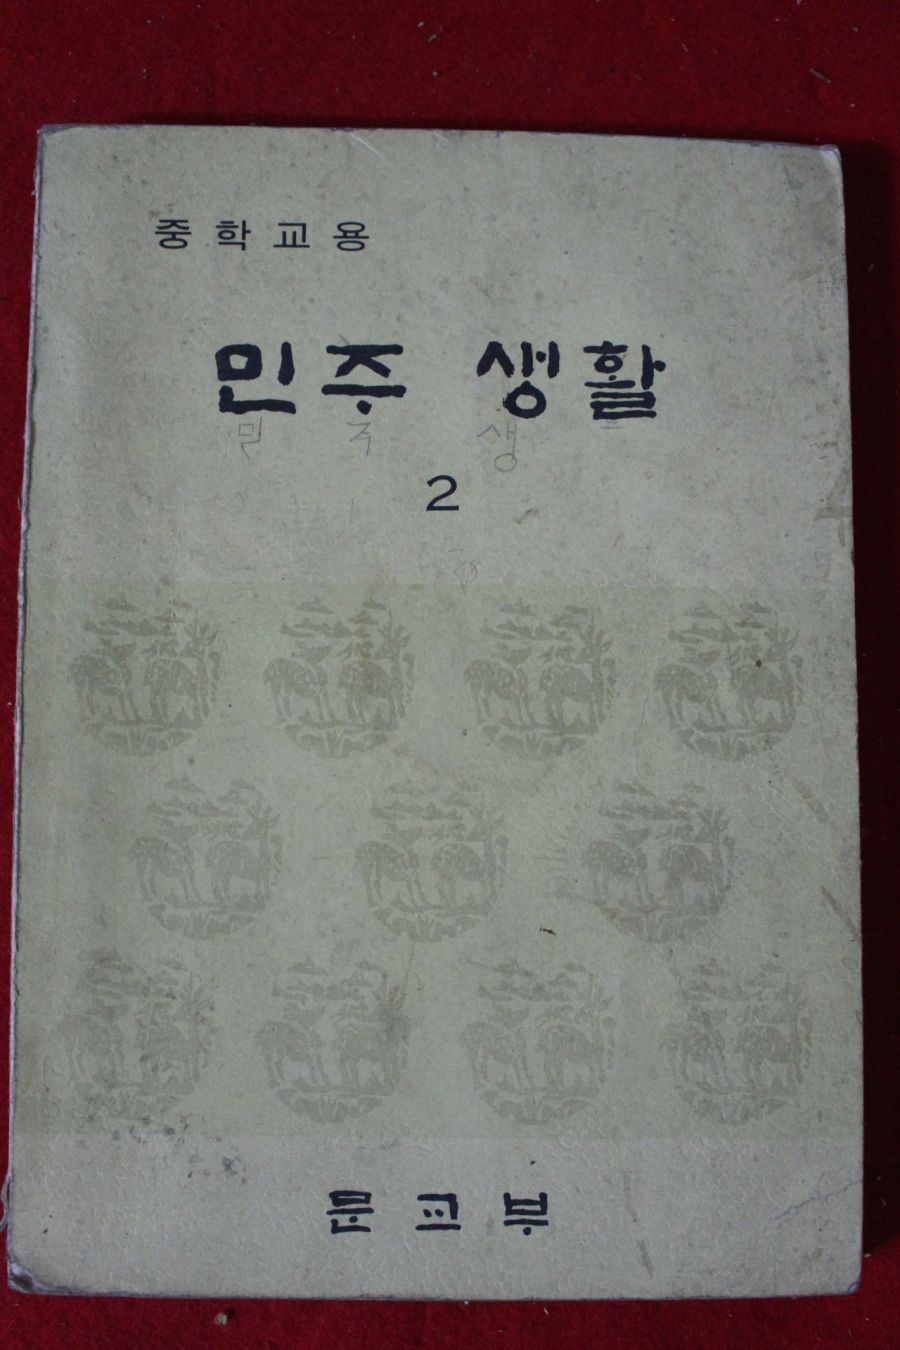 중학교용
민주 생활
민 주 생
2
문교부